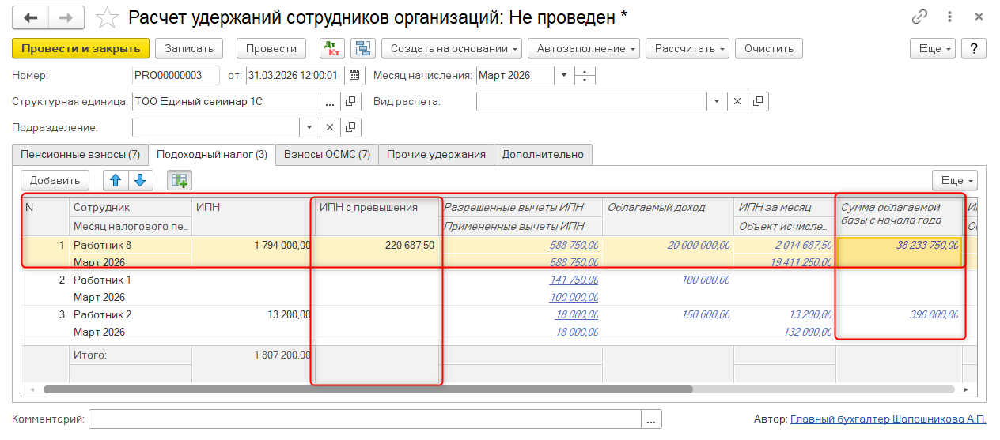 Расчет удержаний сотрудников организаций: Не проведен *
Провести и закрыть Записать Провести Дт Кт Создать на основании Автозаполнение Рассчитать Очистить Еще ?
Номер: PRO00000003 от: 31.03.2026 12:00:01 Месяц начисления: Март 2026
Структурная единица: ТОО Единый семинар 1С ... Вид расчета:
Подразделение:
Пенсионные взносы (7) Подоходный налог (3) Взносы ОСМС (7) Прочие удержания Дополнительно
Добавить Еще
N Сотрудник ИПН ИПН с превышения Разрешенные вычеты ИПН Облагаемый доход ИПН за месяц Сумма облагаемой
Месяц налогового пе... Примененные вычеты ИПН Объект исчисле... базы с начала года
1 Работник 8 1 794 000,00 220 687,50 588 750,00 20 000 000,00 2 014 687,50 38 233 750,00
Март 2026 588 750,00 19 411 250,00
2 Работник 1 141 750,00 100 000,00
Март 2026 100 000,00
3 Работник 2 13 200,00 18 000,00 150 000,00 13 200,00 396 000,00
Март 2026 18 000,00 132 000,00
Итого: 1 807 200,00
Комментарий: ... Автор: Главный бухгалтер Шапошникова А.П.